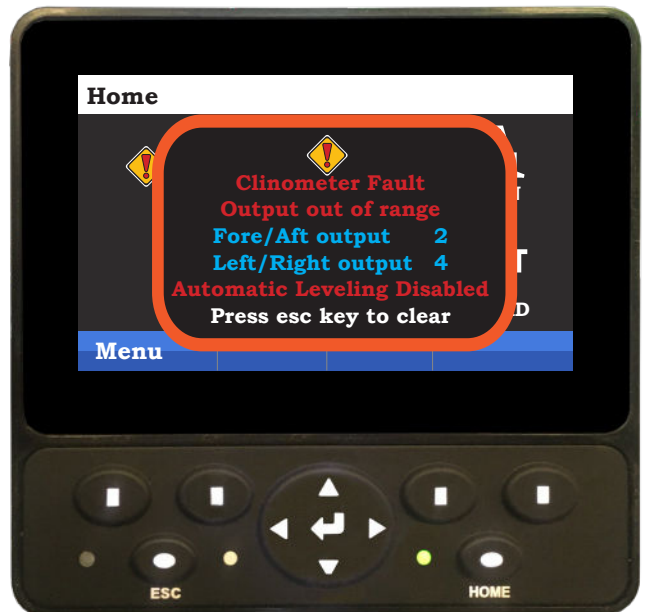 Home
Clinometer Fault
Output out of range
Fore/Aft output 2
Left/Right output 4
Automatic Leveling Disabled
Press esc key to clear
Menu
ESC
HOME